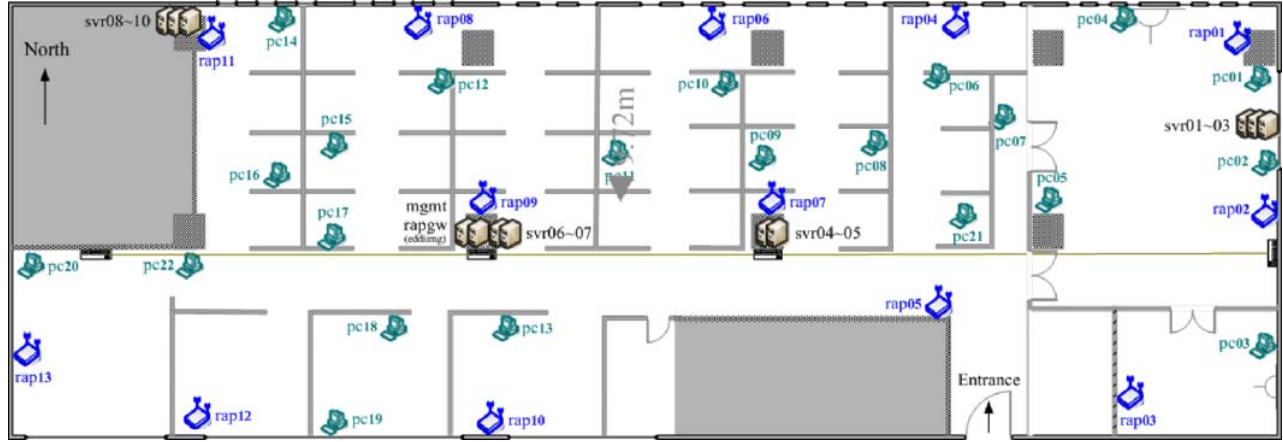 svr08~10
North
rap11
pc14
rap08
rap06
rap04
pc04
rap01
pc12
pc10
pc06
pc01
pc15
pc09
pc07
svr01~03
pc16
pc11
pc08
pc02
pc05
pc17
mgmt
rapgw
rap09
svr06~07
rap07
svr04~05
pc21
rap02
pc20
pc22
rap05
pc18
pc13
pc03
rap13
Entrance
rap12
pc19
rap10
rap03